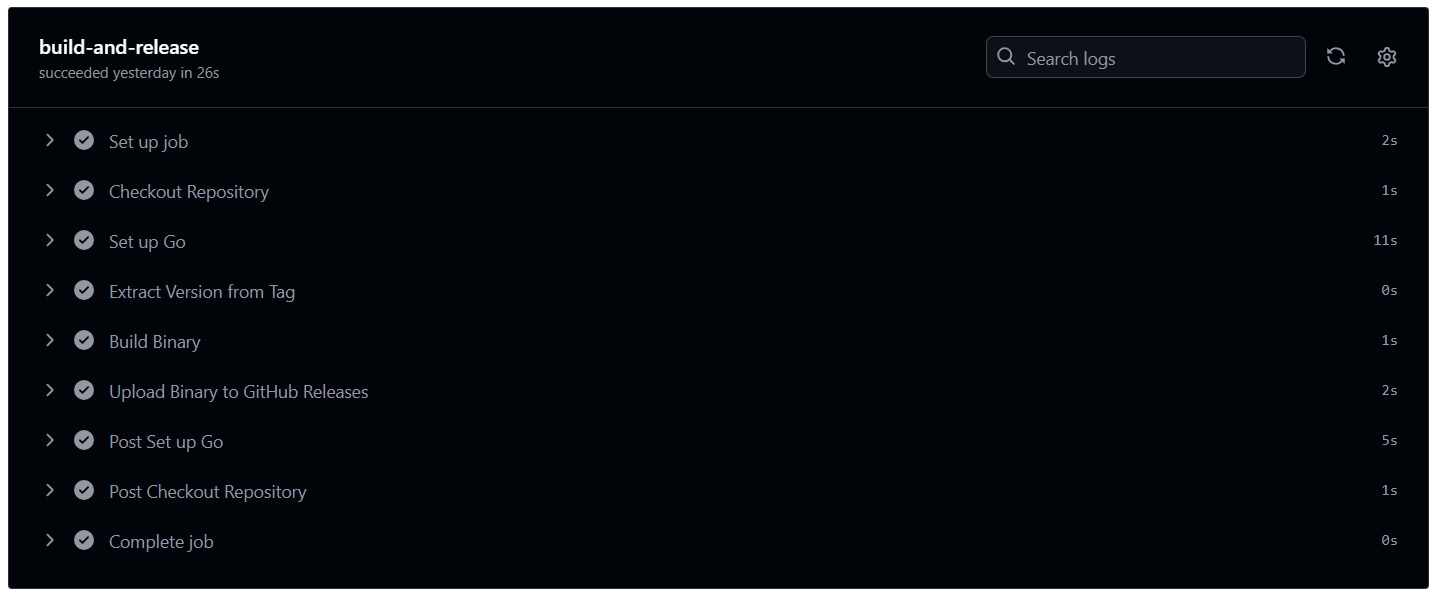 build-and-release
succeeded yesterday in 26s
Search logs
Set up job 2s
Checkout Repository 1s
Set up Go 11s
Extract Version from Tag 0s
Build Binary 1s
Upload Binary to GitHub Releases 2s
Post Set up Go 5s
Post Checkout Repository 1s
Complete job 0s